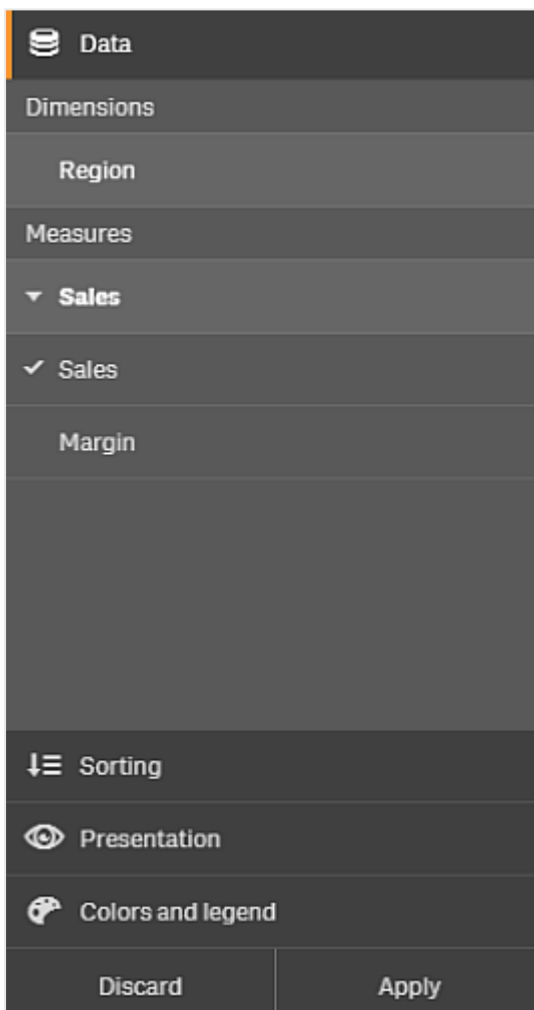 Data
Dimensions
Region
Measures
Sales
Sales
Margin
Sorting
Presentation
Colors and legend
Discard Apply